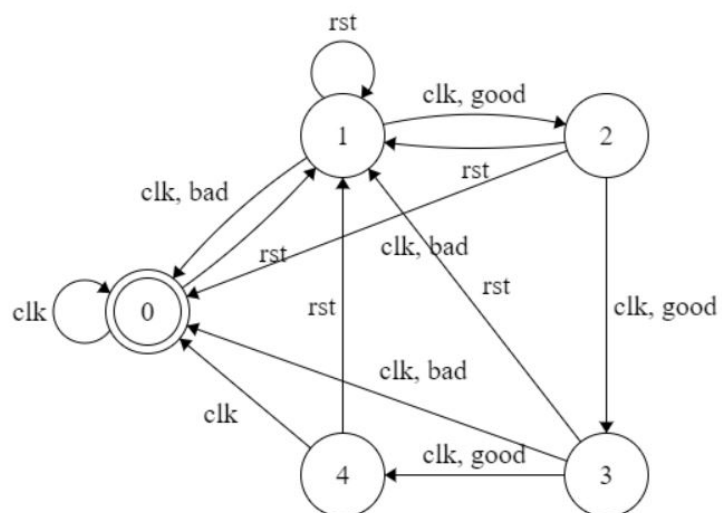 rst
clk, good
1
2
clk, bad
rst
rst
clk, bad
rst
clk
0
rst
clk, good
clk, bad
clk
clk, good
4
3